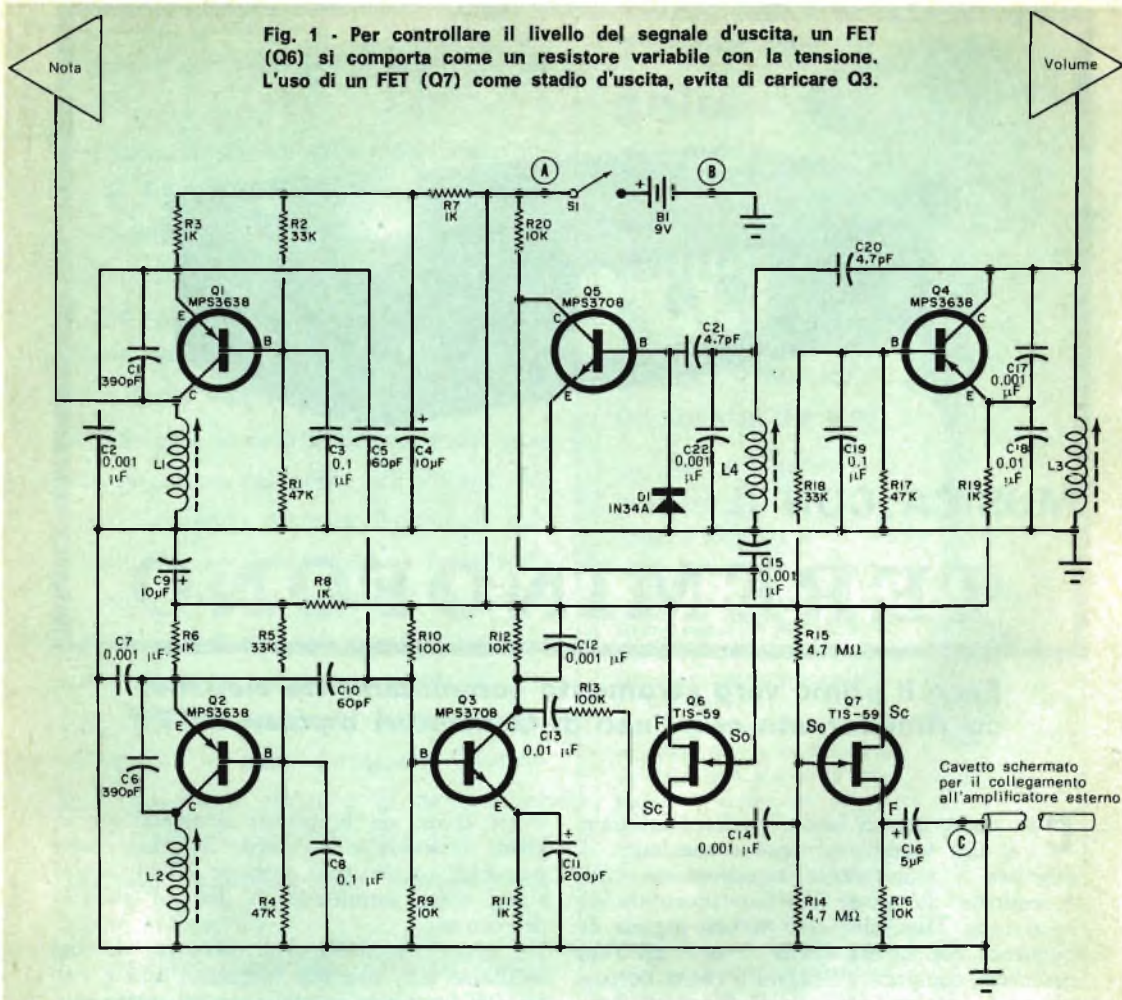 Fig. 1 - Per controllare il livello del segnale d'uscita, un FET
(Q6) si comporta come un resistore variabile con la tensione.
L'uso di un FET (Q7) come stadio d'uscita, evita di caricare Q3.
Nota
Volume
A
B
S1
B1
9V
R7
1K
R3
1K
R2
33K
R20
10K
C20
4.7pF
Q1
MPS3638
E
B
C
Q5
MPS3708
C
B
E
C21
4.7pF
Q4
MPS3638
C
B
E
C1
390pF
C17
0.001
µF
C2
0,001
µF
L1
C3
0.1
µF
C5
60pF
C4
10µF
R1
47K
D1
1N34A
C22
0.001
µF
L4
R18
33K
C19
0.1
µF
R17
47K
R19
1K
C18
0.01
µF
L3
C9
10µF
R8
1K
C15
0.001
µF
C7
0.001 µF
R6
1K
R5
33K
R10
100K
R12
10K
C12
0,001 µF
R15
4.7 MΩ
C10
60pF
Q2
MPS3638
E
B
C
Q3
MPS3708
C
B
E
R13
100K
C13
0,01 µF
Q6
TIS-59
F
So
Sc
Q7
TIS-59
Sc
So
F
Cavetto schermato
per il collegamento
all'amplificatore esterno
C6
390pF
C14
0.001 µF
C16
5µF
C
L2
C8
0.1 µF
R4
47K
R9
10K
R11
1K
C11
200µF
R14
4.7 MΩ
R16
10K